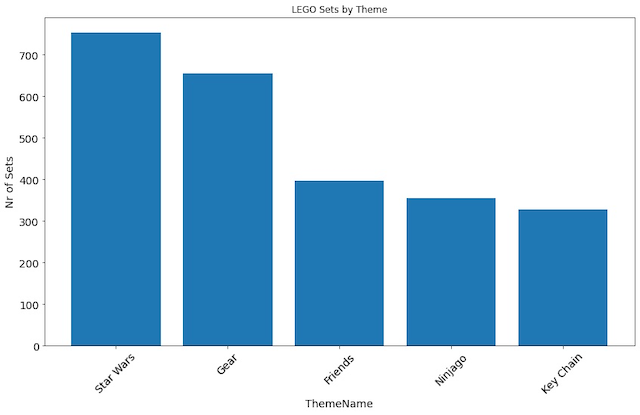 LEGO Sets by Theme
Nr of Sets
700
600
500
400
300
200
100
0
Star Wars
Gear
Friends
Ninjago
Key Chain
ThemeName